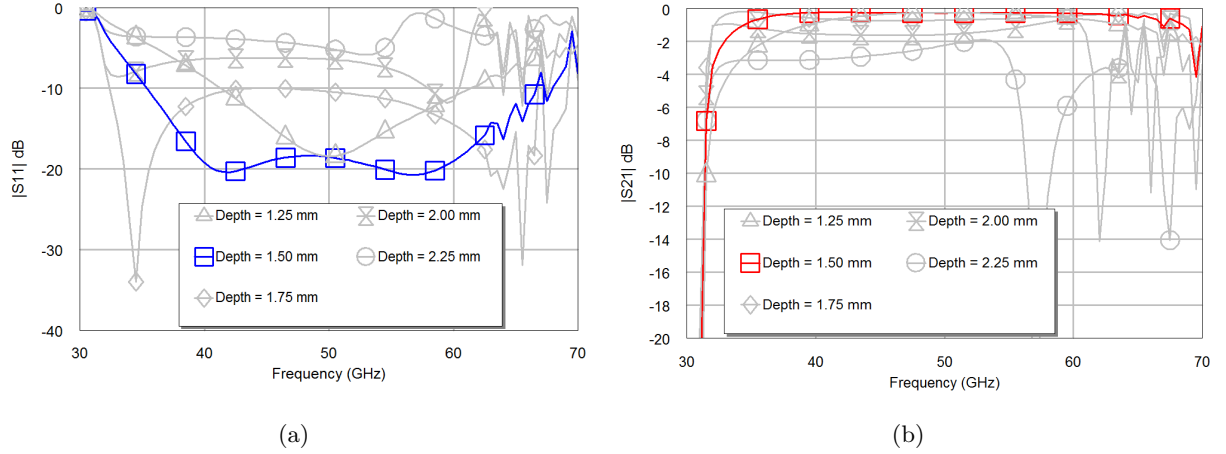 0
-10
-20
-30
-40
|S11| dB
Depth = 1.25 mm
Depth = 2.00 mm
Depth = 1.50 mm
Depth = 2.25 mm
Depth = 1.75 mm
30
40
50
60
70
Frequency (GHz)
(a)
0
-2
-4
-6
-8
-10
-12
-14
-16
-18
-20
|S21| dB
Depth = 1.25 mm
Depth = 2.00 mm
Depth = 1.50 mm
Depth = 2.25 mm
Depth = 1.75 mm
30
40
50
60
70
Frequency (GHz)
(b)